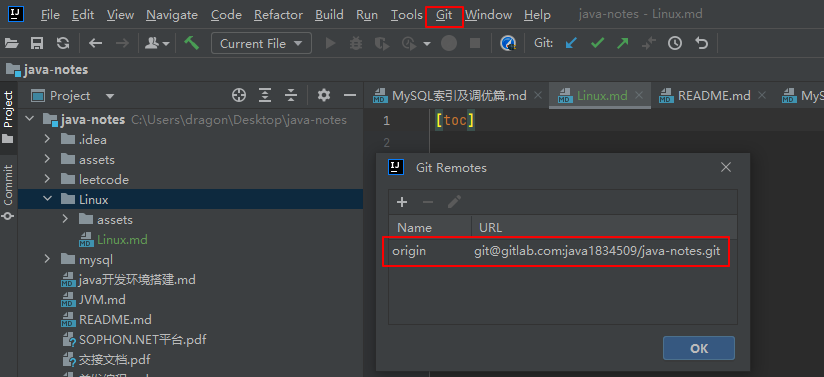 File Edit View Navigate Code Refactor Build Run Tools Git Window Help java-notes - Linux.md
Current File Git:
java-notes
Project
Commit
Project
java-notes C:\Users\dragon\Desktop\java-notes
.idea
assets
leetcode
Linux
assets
Linux.md
mysql
java开发环境搭建.md
JVM.md
README.md
SOPHON.NET平台.pdf
交接文档.pdf
MySQL索引及调优篇.md Linux.md README.md MyS
1 [toc]
2
Git Remotes
Name URL
origin git@gitlab.com:java1834509/java-notes.git
OK